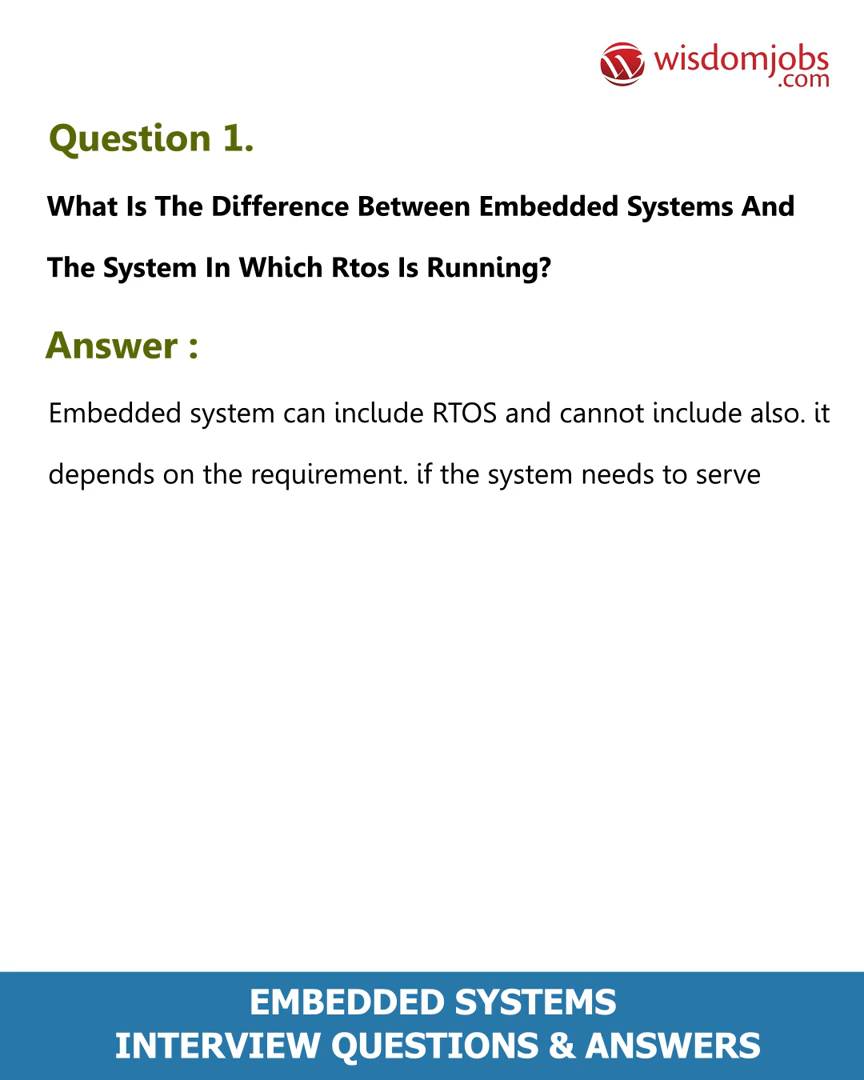 wisdomjobs
.com
Question 1.
What Is The Difference Between Embedded Systems And
The System In Which Rtos Is Running?
Answer :
Embedded system can include RTOS and cannot include also. it
depends on the requirement. if the system needs to serve
EMBEDDED SYSTEMS
INTERVIEW QUESTIONS & ANSWERS